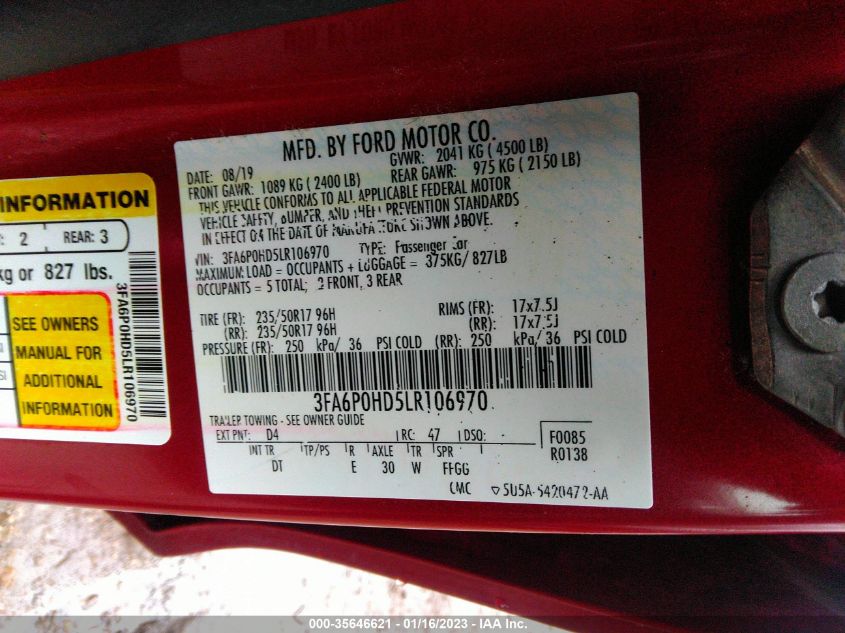 INFORMATION
2 REAR: 3
kg or 827 lbs.
SEE OWNERS
MANUAL FOR
ADDITIONAL
INFORMATION
3FA6P0HD5LR106970
MFD. BY FORD MOTOR CO.
DATE: 08/19 GVWR: 2041 KG ( 4500 LB)
FRONT GAWR: 1089 KG ( 2400 LB) REAR GAWR: 975 KG ( 2150 LB)
THIS VEHICLE CONFORMS TO ALL APPLICABLE FEDERAL MOTOR
VEHICLE SAFETY, BUMPER, AND THEFT PREVENTION STANDARDS
IN EFFECT ON THE DATE OF MANUFACTURE SHOWN ABOVE.
VIN: 3FA6P0HD5LR106970 TYPE: Passenger Car
MAXIMUM LOAD = OCCUPANTS + LUGGAGE = 375KG/ 827LB
OCCUPANTS = 5 TOTAL; 2 FRONT, 3 REAR
TIRE (FR): 235/50R17 96H RIMS (FR): 17x7.5J
(RR): 235/50R17 96H (RR): 17x7.5J
PRESSURE (FR): 250 kPa/ 36 PSI COLD (RR): 250 kPa/ 36 PSI COLD
3FA6P0HD5LR106970
TRAILER TOWING - SEE OWNER GUIDE
EXT PNT: D4 RC: 47 DSO: F0085
R0138
INT TR TP/PS R AXLE TR SPR
DT E 30 W FFGG
CMC 5U5A-5420472-AA
000-35646621 - 01/16/2023 - IAA Inc.